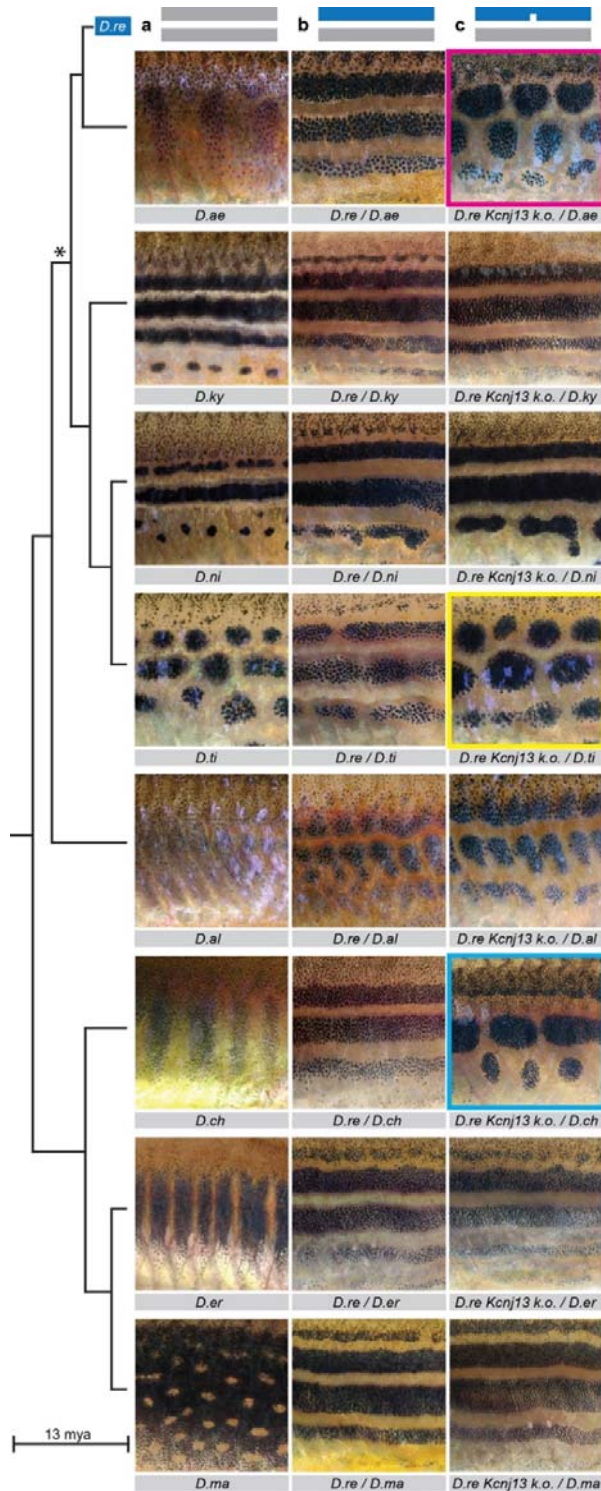 D.re a b c
*
D.ae D.re / D.ae D.re Kcnj13 k.o. / D.ae
D.ky D.re / D.ky D.re Kcnj13 k.o. / D.ky
D.ni D.re / D.ni D.re Kcnj13 k.o. / D.ni
D.ti D.re / D.ti D.re Kcnj13 k.o. / D.ti
D.al D.re / D.al D.re Kcnj13 k.o. / D.al
D.ch D.re / D.ch D.re Kcnj13 k.o. / D.ch
D.er D.re / D.er D.re Kcnj13 k.o. / D.er
13 mya
D.ma D.re / D.ma D.re Kcnj13 k.o. / D.ma